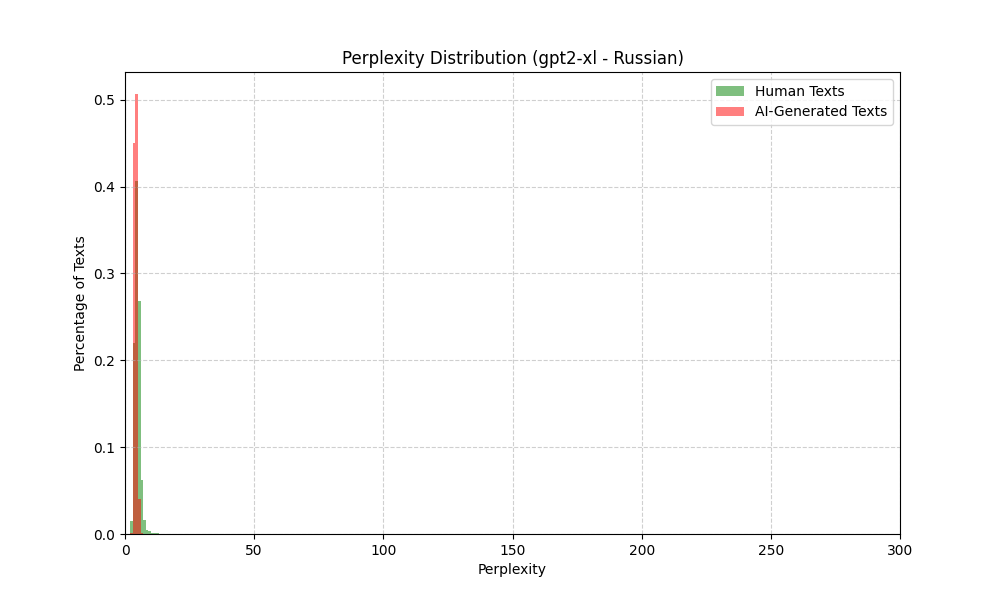 Perplexity Distribution (gpt2-xl - Russian)
Human Texts
AI-Generated Texts
Percentage of Texts
0.5
0.4
0.3
0.2
0.1
0.0
0 50 100 150 200 250 300
Perplexity